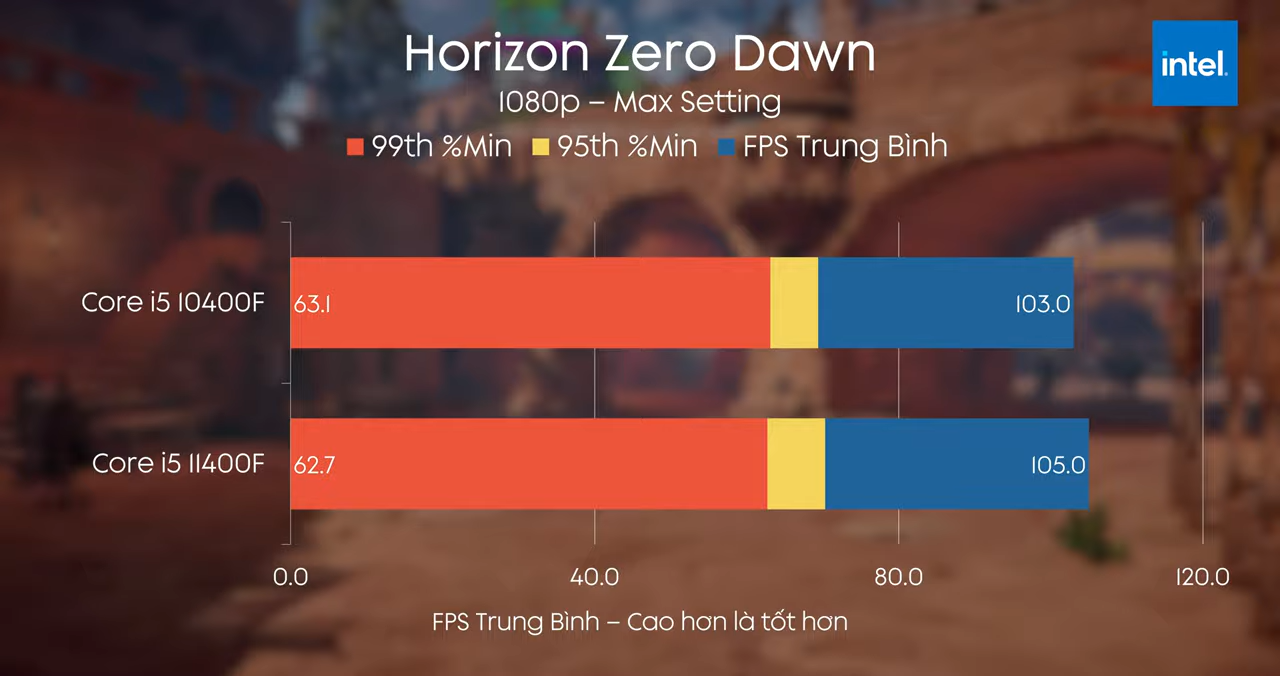 Horizon Zero Dawn
intel.
1080p – Max Setting
99th %Min 95th %Min FPS Trung Bình
Core i5 10400F 63.1 103.0
Core i5 11400F 62.7 105.0
0.0 40.0 80.0 120.0
FPS Trung Bình – Cao hơn là tốt hơn